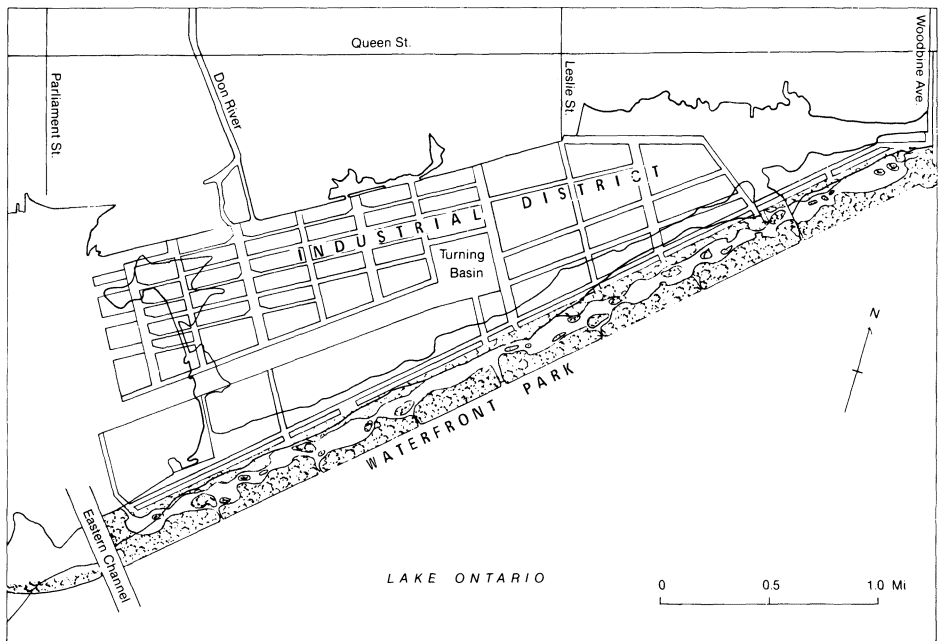 Queen St.
Parliament St.
Don River
Leslie St.
Woodbine Ave.
INDUSTRIAL DISTRICT
Turning
Basin
N
WATERFRONT PARK
Eastern Channel
LAKE ONTARIO
0 0.5 1.0 Mi